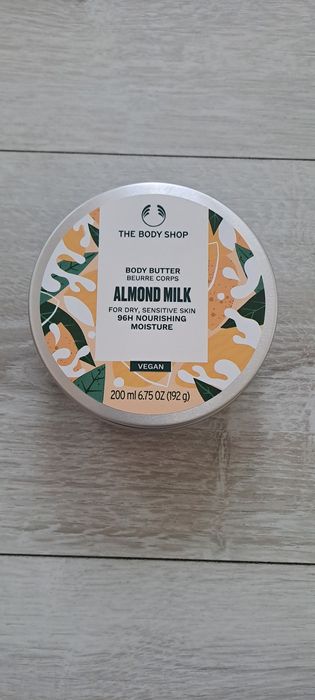 THE BODY SHOP
BODY BUTTER
BEURRE CORPS
ALMOND MILK
FOR DRY, SENSITIVE SKIN
96H NOURISHING
MOISTURE
VEGAN
200 ml 6.75 OZ (192 g)